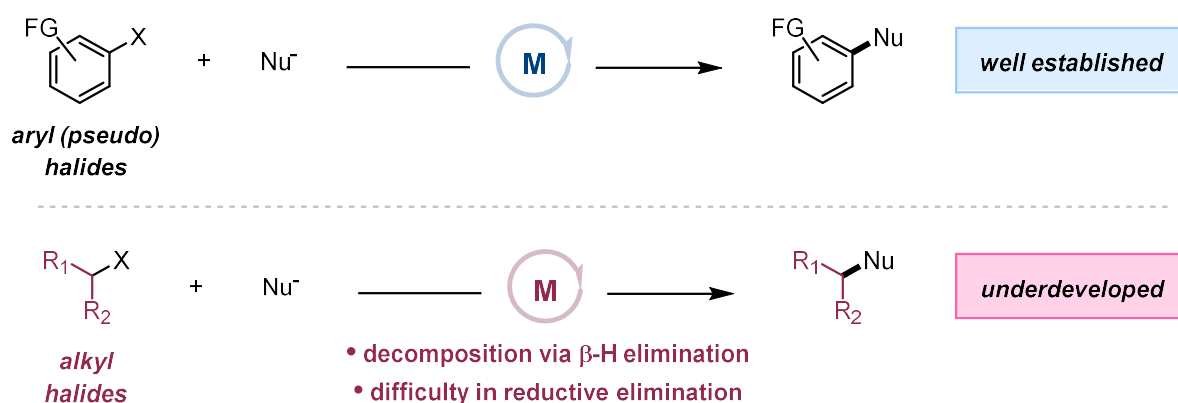 FG
X
+
Nu-
M
FG
Nu
well established
aryl (pseudo)
halides
R1
X
R2
+
Nu-
M
R1
Nu
R2
underdeveloped
alkyl
halides
• decomposition via β-H elimination
• difficulty in reductive elimination